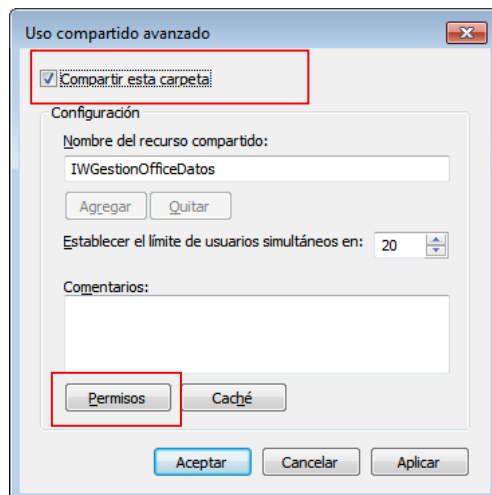 Uso compartido avanzado
Compartir esta carpeta
Configuración
Nombre del recurso compartido:
IWGestionOfficeDatos
Agregar Quitar
Establecer el límite de usuarios simultáneos en: 20
Comentarios:
Permisos Caché
Aceptar Cancelar Aplicar